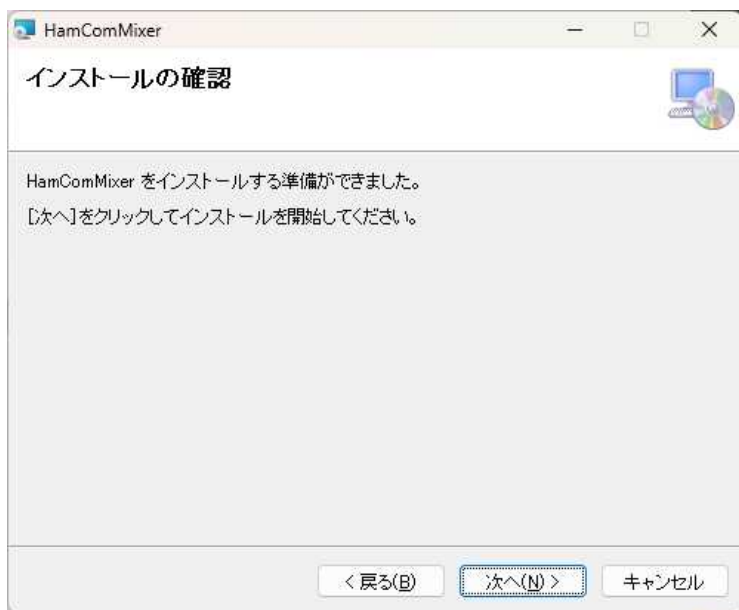 HamComMixer
インストールの確認
HamComMixer をインストールする準備ができました。
[次へ]をクリックしてインストールを開始してください。
< 戻る(B)
次へ(N) >
キャンセル